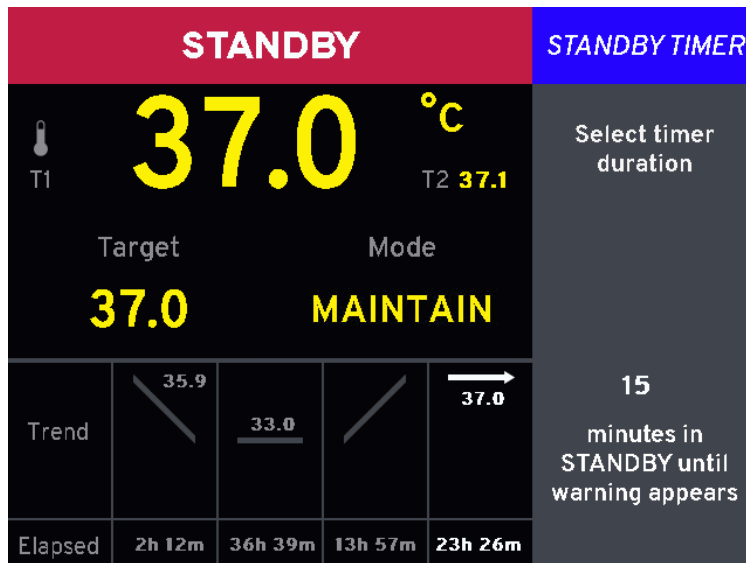 STANDBY
STANDBY TIMER
37.0 °C
T1
T2 37.1
Target
Mode
37.0
MAINTAIN
Select timer
duration
15
minutes in
STANDBY until
warning appears
Trend
35.9
33.0
37.0
Elapsed
2h 12m
36h 39m
13h 57m
23h 26m